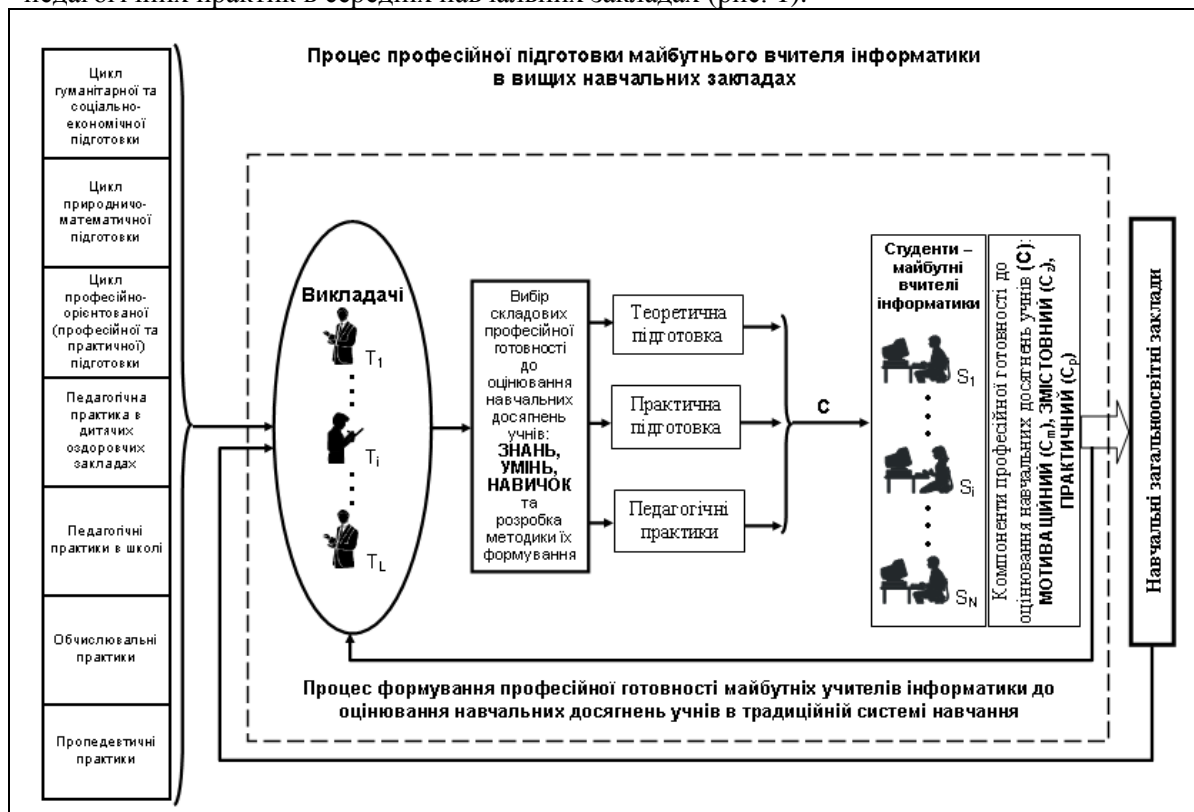 педагогічних практик в середніх навчальних закладах (рис. 1).
Процес професійної підготовки майбутнього вчителя інформатики
в вищих навчальних закладах
Цикл
гуманітарної та
соціально-
економічної
підготовки
Цикл
природничо-
математичної
підготовки
Цикл
професійно-
орієнтованої
(професійної та
практичної)
підготовки
Педагогічна
практика в
дитячих
оздоровчих
закладах
Педагогічні
практики в школі
Обчислювальні
практики
Пропедевтичні
практики
Викладачі
T1
Ti
TL
Вибір
складових
професійної
готовності
до
оцінювання
навчальних
досягнень
учнів:
ЗНАНЬ,
УМІНЬ,
НАВИЧОК
та
розробка
методики їх
формування
Теоретична
підготовка
Практична
підготовка
Педагогічні
практики
C
Студенти –
майбутні
вчителі
інформатики
S1
Si
SN
Компоненти професійної готовності до
оцінювання навчальних досягнень учнів (C):
МОТИВАЦІЙНИЙ (Cm), ЗМІСТОВНИЙ (Cz),
ПРАКТИЧНИЙ (Cp)
Навчальні загальноосвітні заклади
Процес формування професійної готовності майбутніх учителів інформатики до
оцінювання навчальних досягнень учнів в традиційній системі навчання